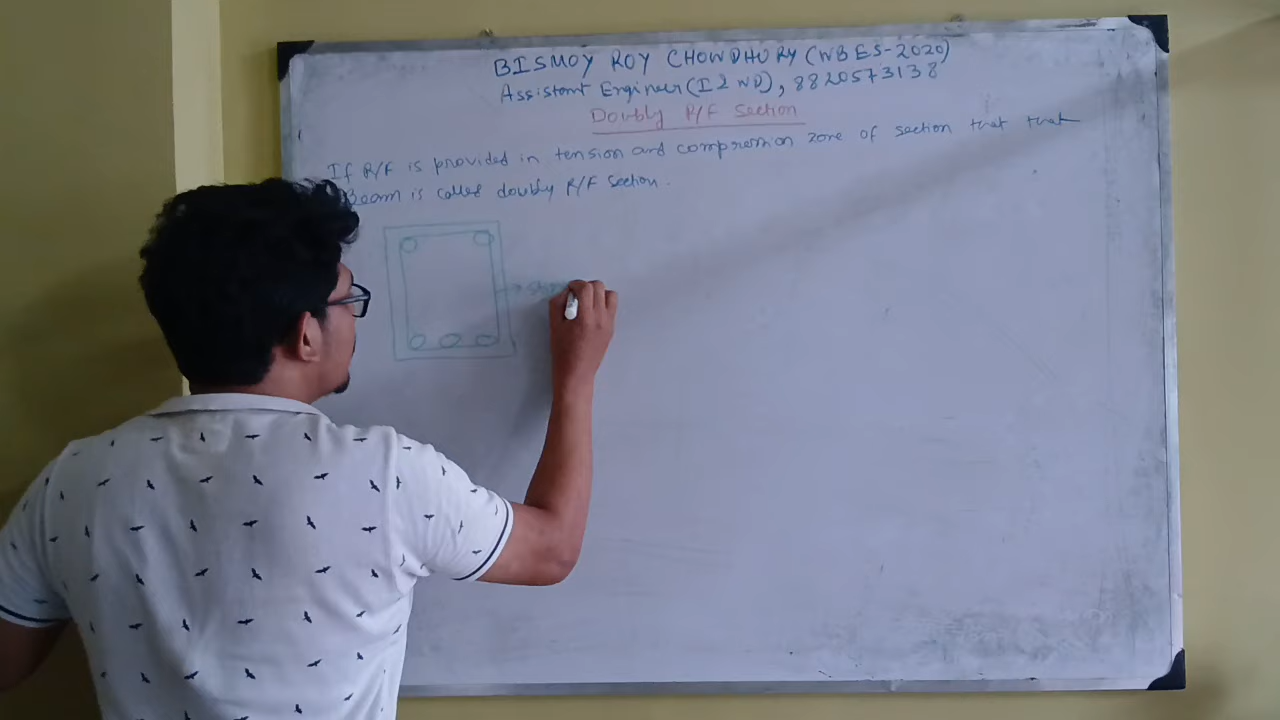 BISMOY ROY CHOWDHURY (WBES-2020)
Assistant Engineer (I & WD), 8820573138
Doubly R/F Section
If R/F is provided in tension and compression zone of section that that
Beam is called doubly R/F Section.